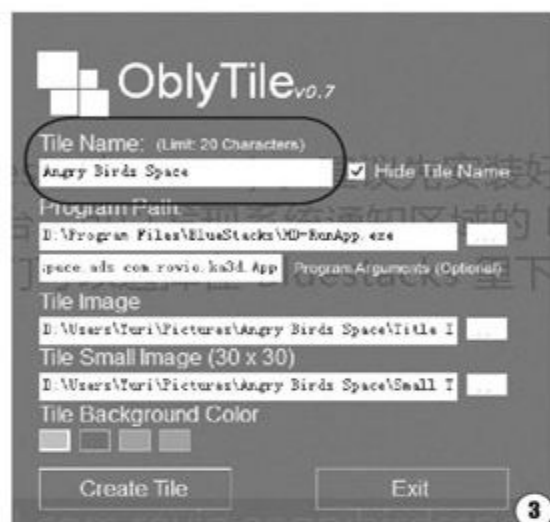 OblyTile v0.7
Tile Name: (Limit: 20 Characters)
Angry Birds Space
Hide Tile Name
Program Path:
D:\Program Files\BlueStacks\HD-RunApp.exe
...
pace.ads com.rovio.ka3d.App
Program Arguments (Optional)
Tile Image
D:\Users\Yuri\Pictures\Angry Birds Space\Title I
...
Tile Small Image (30 x 30)
D:\Users\Yuri\Pictures\Angry Birds Space\Small T
...
Tile Background Color
Create Tile
Exit
3